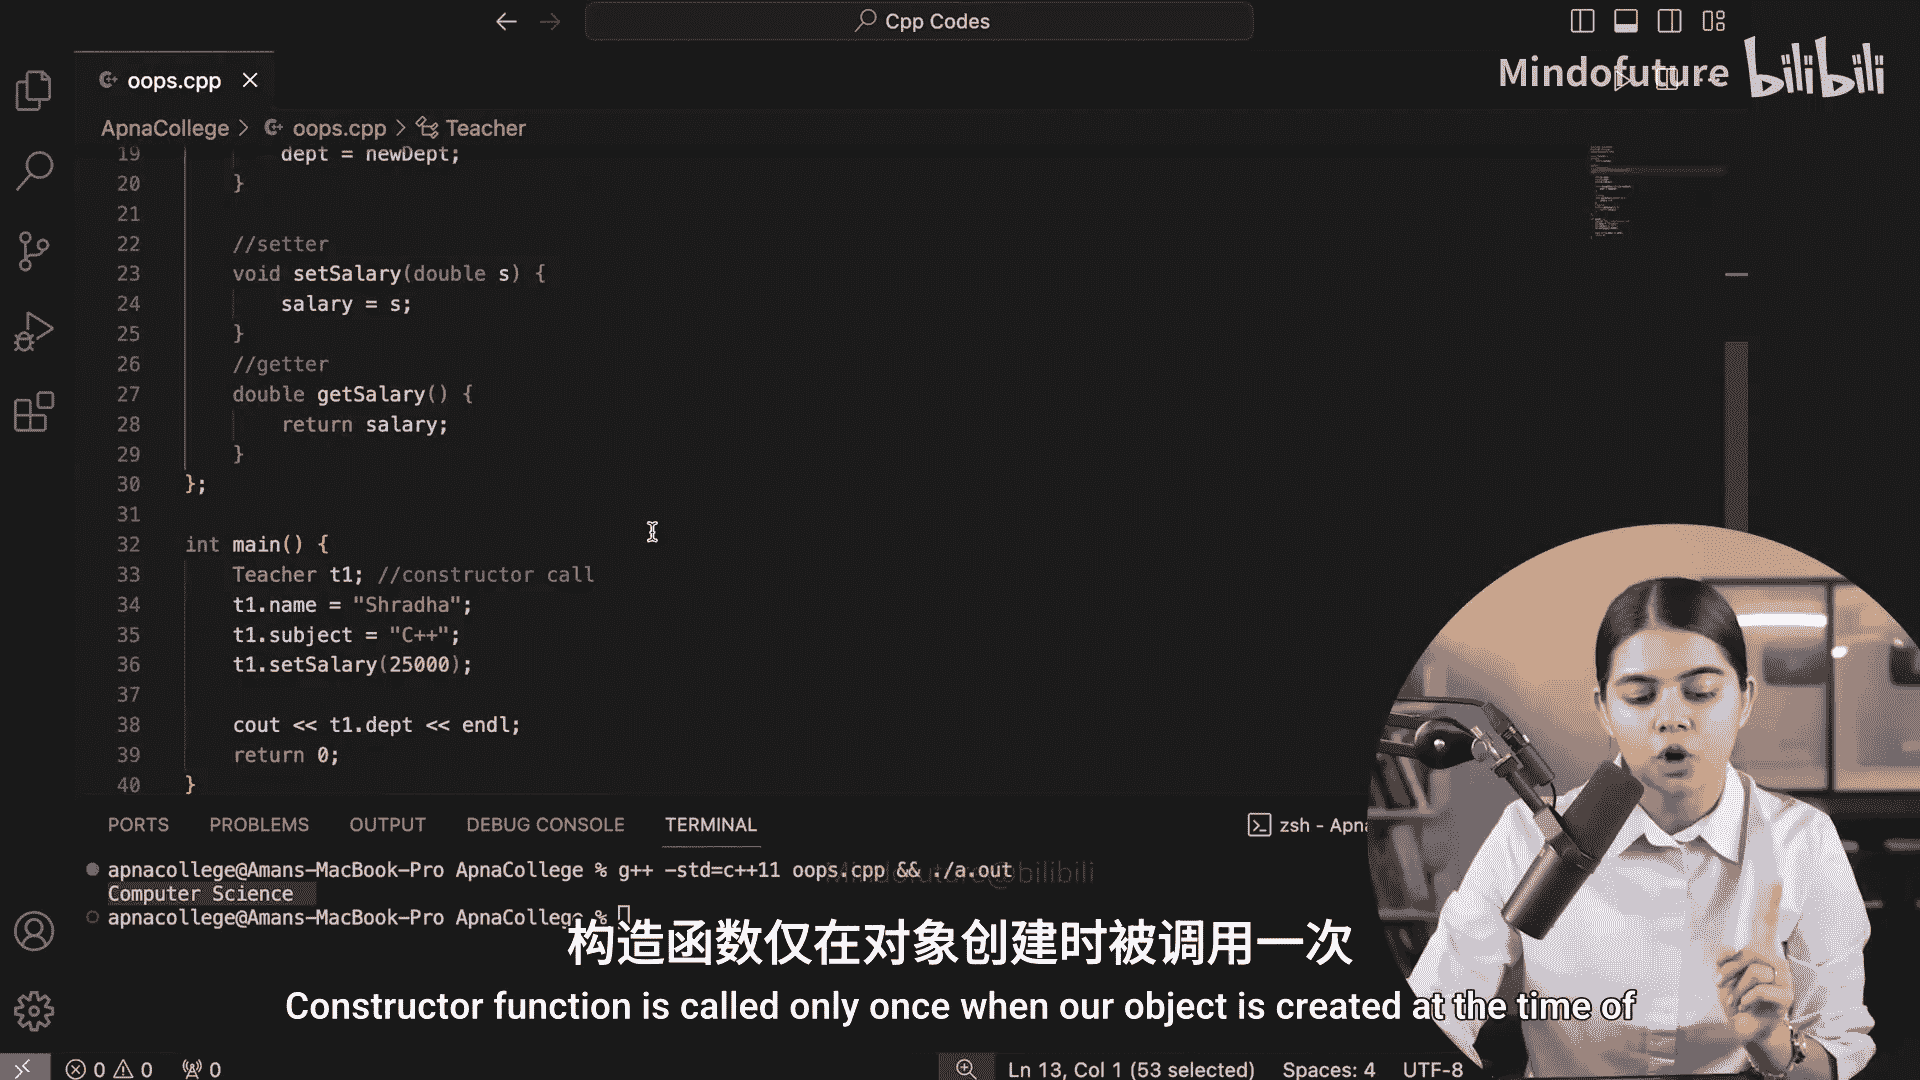 Cpp Codes
Mindofuture bilibili
oops.cpp
ApnaCollege > oops.cpp > Teacher
19 dept = newDept;
20 }
21
22 //setter
23 void setSalary(double s) {
24 salary = s;
25 }
26 //getter
27 double getSalary() {
28 return salary;
29 }
30 };
31
32 int main() {
33 Teacher t1; //constructor call
34 t1.name = "Shradha";
35 t1.subject = "C++";
36 t1.setSalary(25000);
37
38 cout << t1.dept << endl;
39 return 0;
40 }
PORTS PROBLEMS OUTPUT DEBUG CONSOLE TERMINAL
zsh - Apna
apnacollege@Amans-MacBook-Pro ApnaCollege % g++ -std=c++11 oops.cpp && ./a.out
Mindofuture@bilibili
Computer Science
apnacollege@Amans-MacBook-Pro ApnaCollege %
构造函数仅在对象创建时被调用一次
Constructor function is called only once when our object is created at the time of
0 0 0
Ln 13, Col 1 (53 selected) Spaces: 4 UTF-8